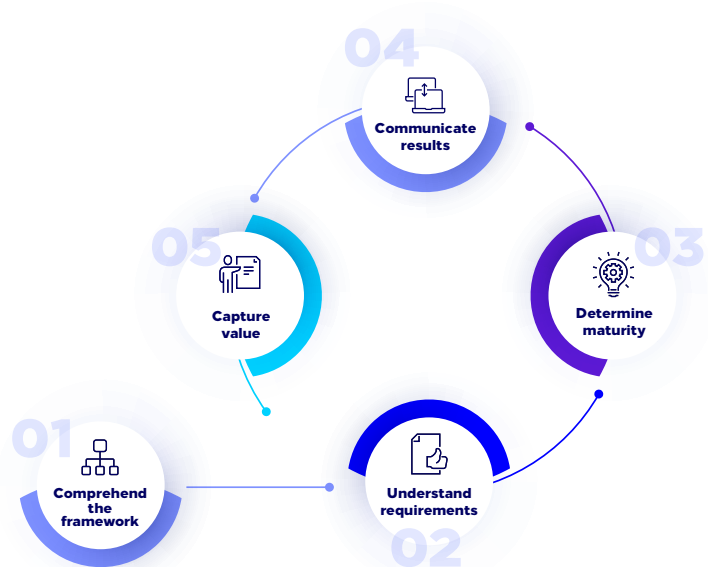 01
Comprehend
the
framework
02
Understand
requirements
03
Determine
maturity
04
Communicate
results
05
Capture
value